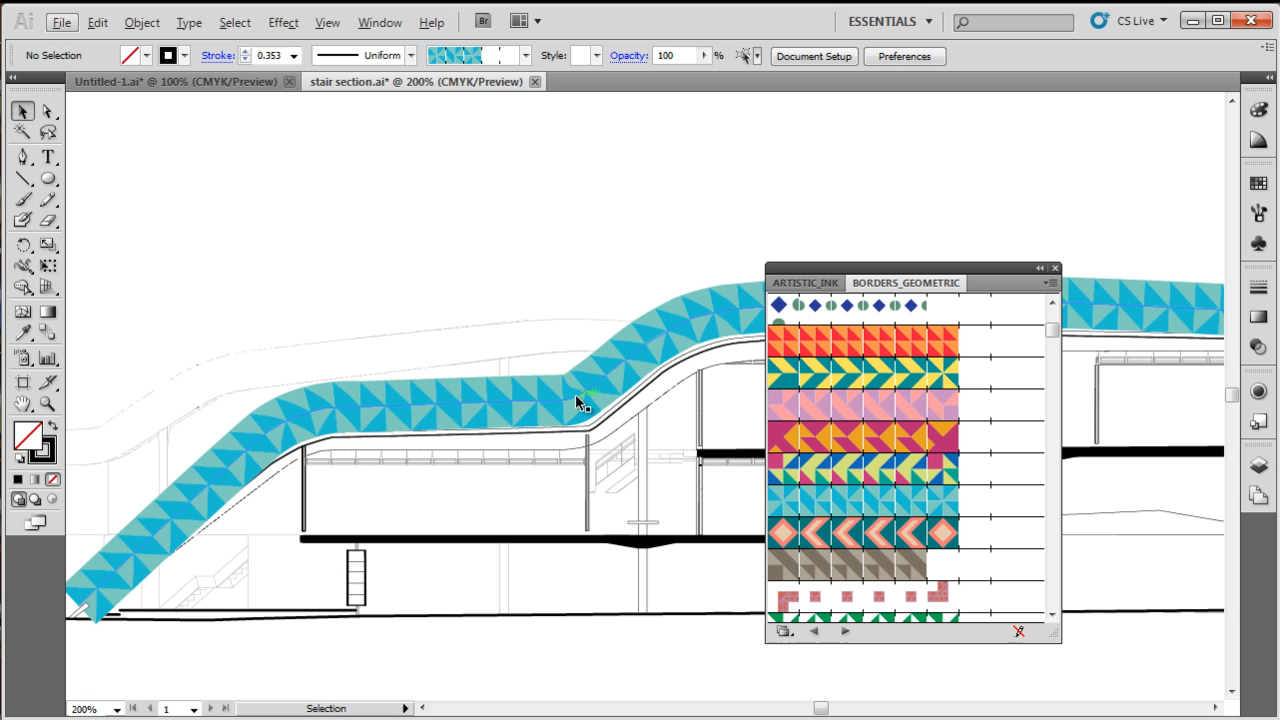 Ai File Edit Object Type Select Effect View Window Help Br ESSENTIALS CS Live
No Selection Stroke: 0.353 Uniform Style: Opacity: 100 % Document Setup Preferences
Untitled-1.ai* @ 100% (CMYK/Preview) stair section.ai* @ 200% (CMYK/Preview)
T
ARTISTIC_INK BORDERS_GEOMETRIC
200% 1 Selection